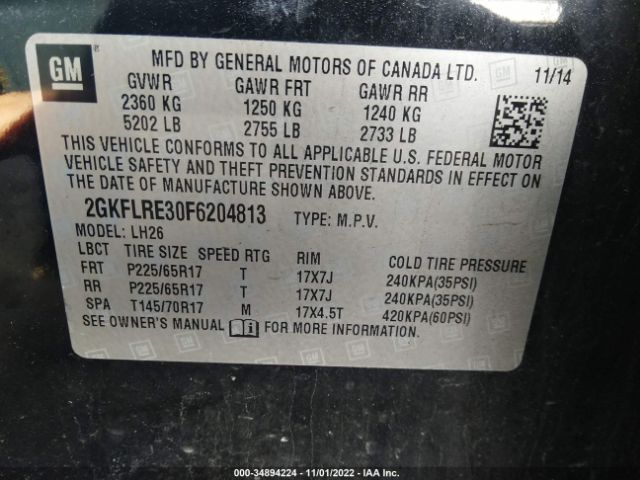 GM
MFD BY GENERAL MOTORS OF CANADA LTD. 11/14
GVWR GAWR FRT GAWR RR
2360 KG 1250 KG 1240 KG
5202 LB 2755 LB 2733 LB
THIS VEHICLE CONFORMS TO ALL APPLICABLE U.S. FEDERAL MOTOR
VEHICLE SAFETY AND THEFT PREVENTION STANDARDS IN EFFECT ON
THE DATE OF MANUFACTURE SHOWN ABOVE.
2GKFLRE30F6204813 TYPE: M.P.V.
MODEL: LH26
LBCT TIRE SIZE SPEED RTG RIM COLD TIRE PRESSURE
FRT P225/65R17 T 17X7J 240KPA(35PSI)
RR P225/65R17 T 17X7J 240KPA(35PSI)
SPA T145/70R17 M 17X4.5T 420KPA(60PSI)
SEE OWNER'S MANUAL FOR MORE INFORMATION.
000-34894224 - 11/01/2022 - IAA Inc.